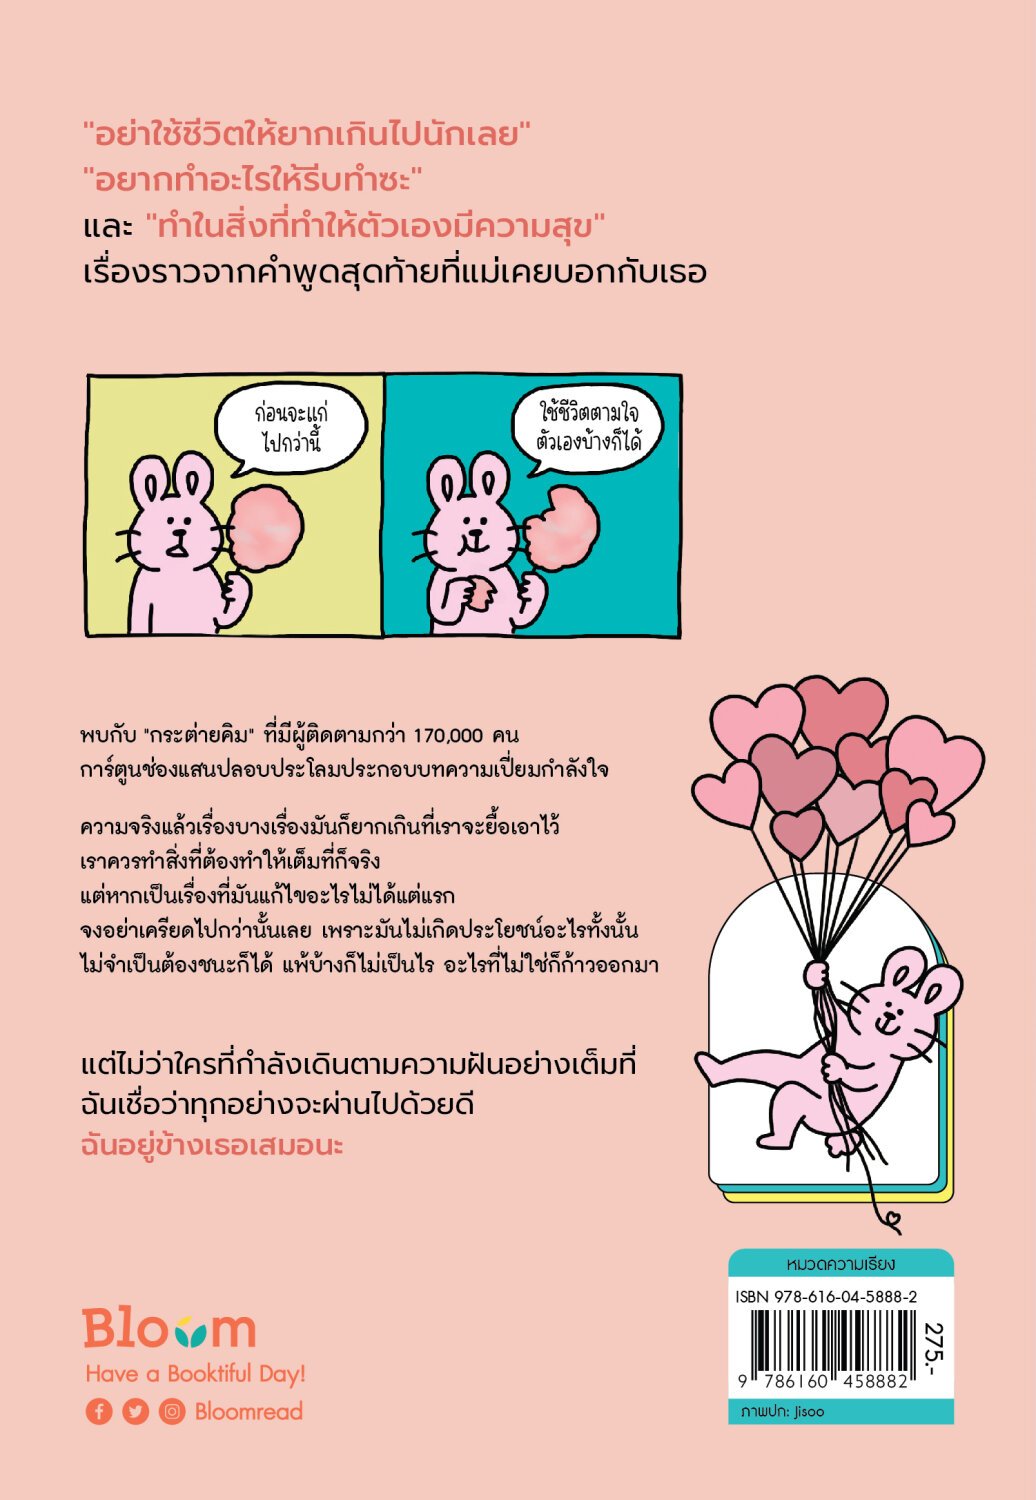 "อย่าใช้ชีวิตให้ยากเกินไปนักเลย"
"อยากทำอะไรให้รีบทำซะ"
และ "ทำในสิ่งที่ทำให้ตัวเองมีความสุข"
เรื่องราวจากคำพูดสุดท้ายที่แม่เคยบอกกับเธอ
ก่อนจะแก่
ไปกว่านี้
ใช้ชีวิตตามใจ
ตัวเองบ้างก็ได้
พบกับ "กระต่ายคิม" ที่มีผู้ติดตามกว่า 170,000 คน
การ์ตูนช่องแสนปลอบประโลมประกอบบทความเปี่ยมกำลังใจ
ความจริงแล้วเรื่องบางเรื่องมันก็ยากเกินที่เราจะยื้อเอาไว้
เราควรทำสิ่งที่ต้องทำให้เต็มที่ก็จริง
แต่หากเป็นเรื่องที่มันแก้ไขอะไรไม่ได้แต่แรก
จงอย่าเครียดไปกว่านั้นเลย เพราะมันไม่เกิดประโยชน์อะไรทั้งนั้น
ไม่จำเป็นต้องชนะก็ได้ แพ้บ้างก็ไม่เป็นไร อะไรที่ไม่ใช่ก็ก้าวออกมา
แต่ไม่ว่าใครที่กำลังเดินตามความฝันอย่างเต็มที่
ฉันเชื่อว่าทุกอย่างจะผ่านไปด้วยดี
ฉันอยู่ข้างเธอเสมอนะ
หมวดความเรียง
ISBN 978-616-04-5888-2
275.-
9 786160 458882
ภาพปก: Jisoo
Bloom
Have a Booktiful Day!
Bloomread